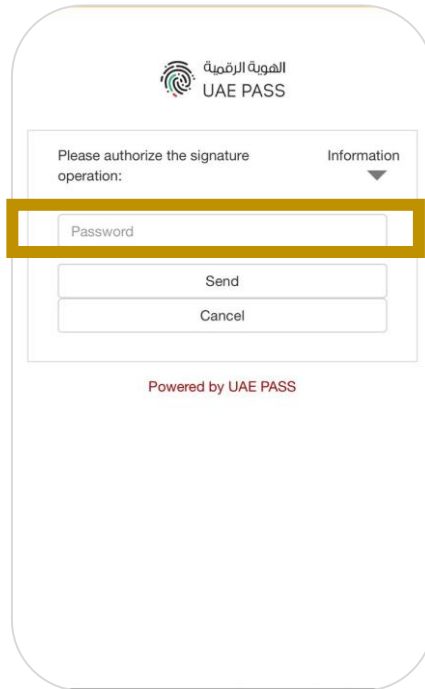 الهوية الرقمية
UAE PASS
Please authorize the signature
operation:
Information
Password
Send
Cancel
Powered by UAE PASS